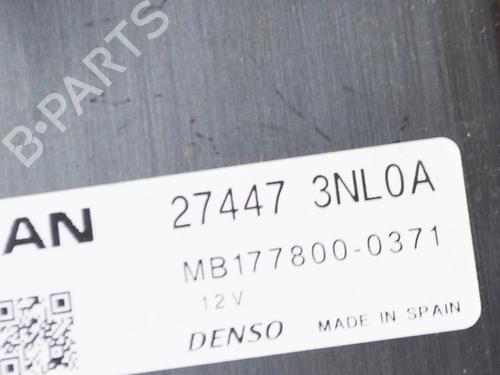 B-PARTS
AN 27447 3NL0A
MB177800-0371
12V
DENSO MADE IN SPAIN